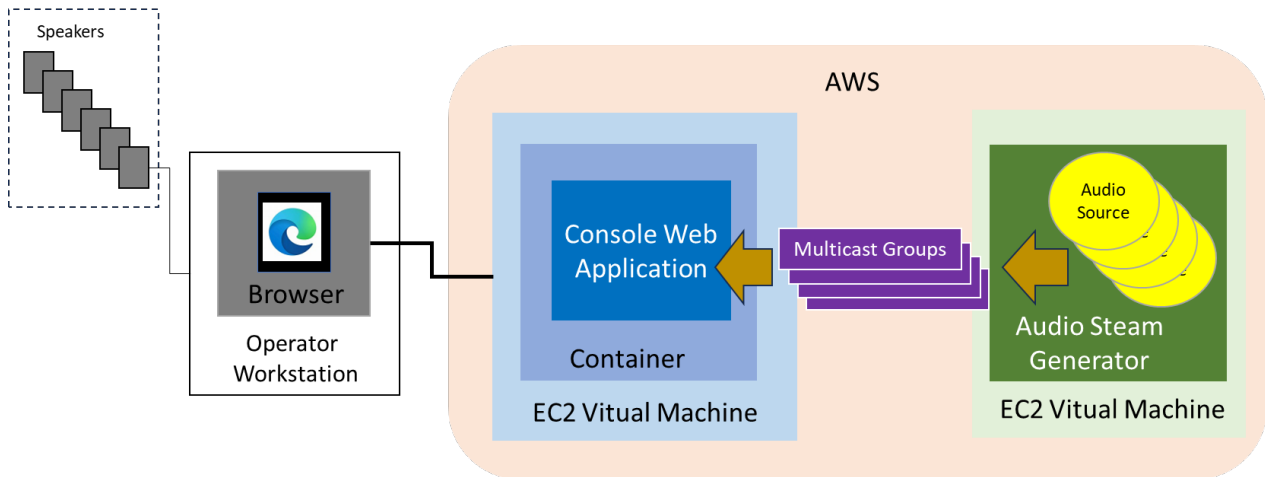 Speakers
AWS
Browser
Operator
Workstation
Console Web
Application
Container
EC2 Vitual Machine
Multicast Groups
Audio
Source
Audio Steam
Generator
EC2 Vitual Machine